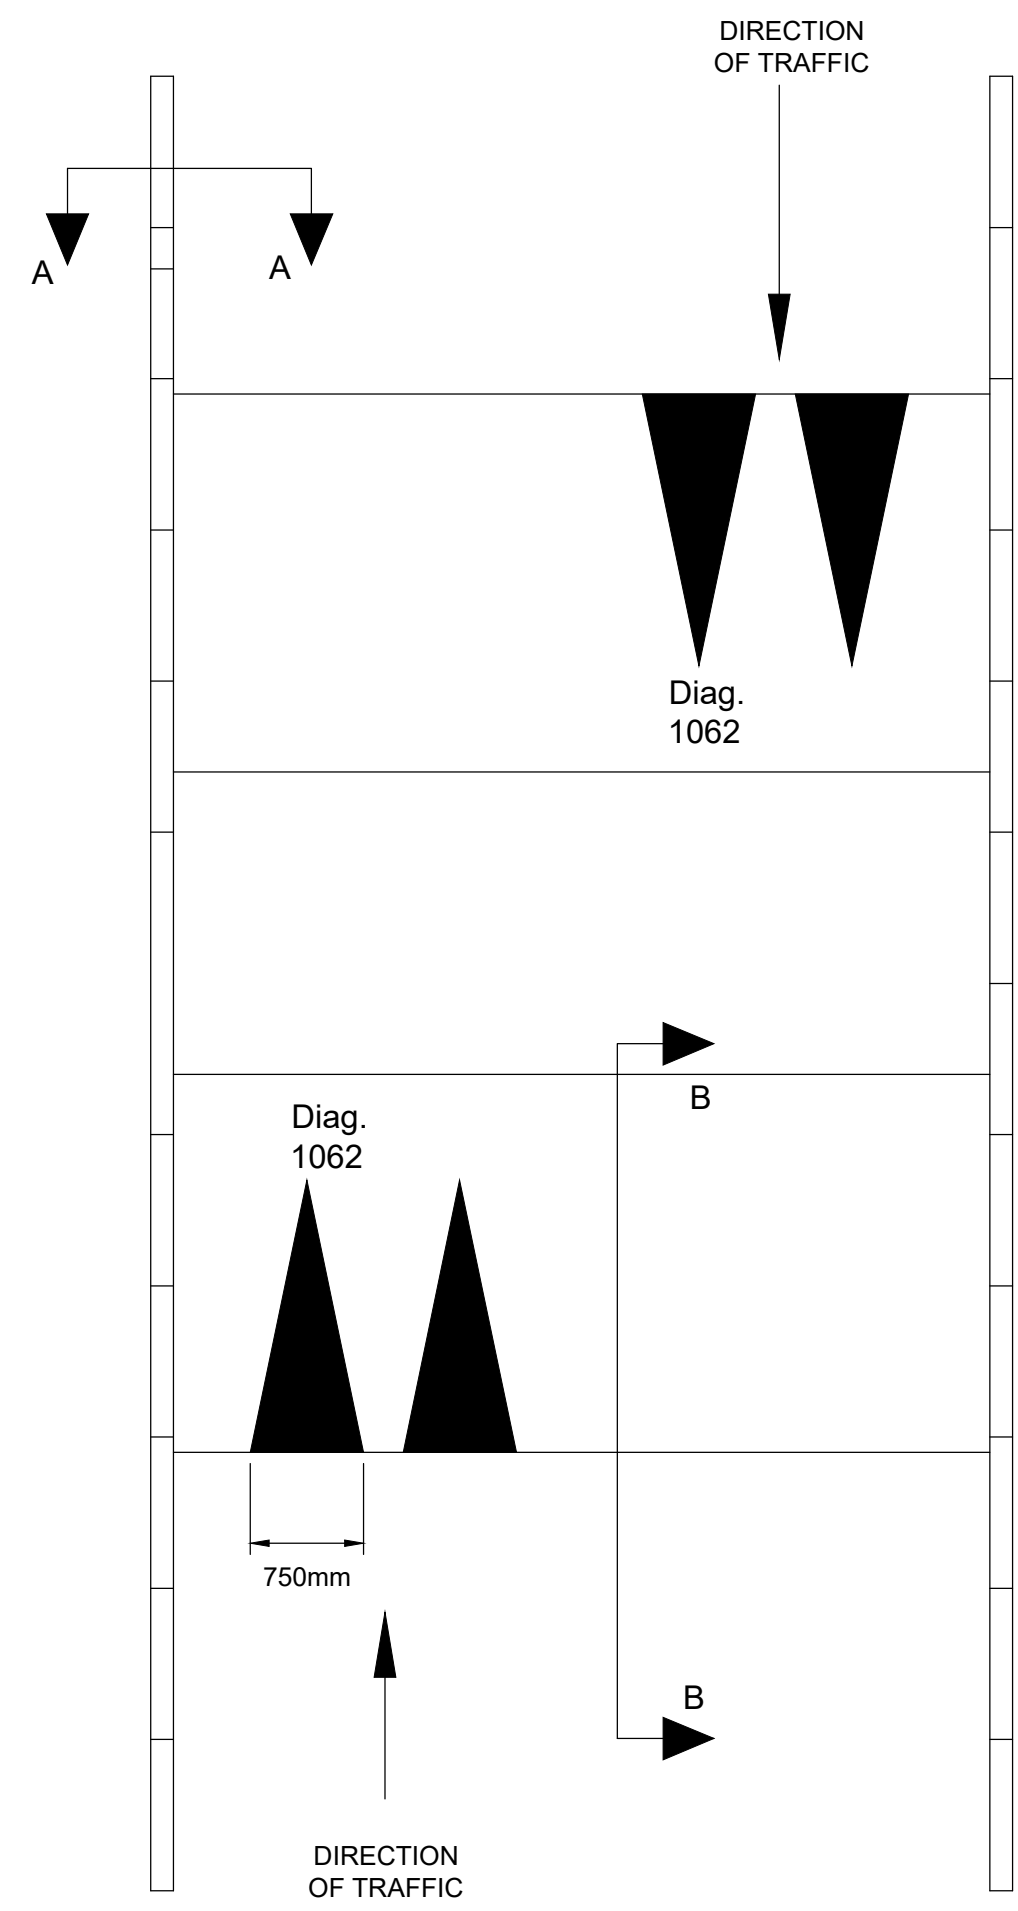 DIRECTION
OF TRAFFIC
A
A
Diag.
1062
B
Diag.
1062
750mm
B
DIRECTION
OF TRAFFIC